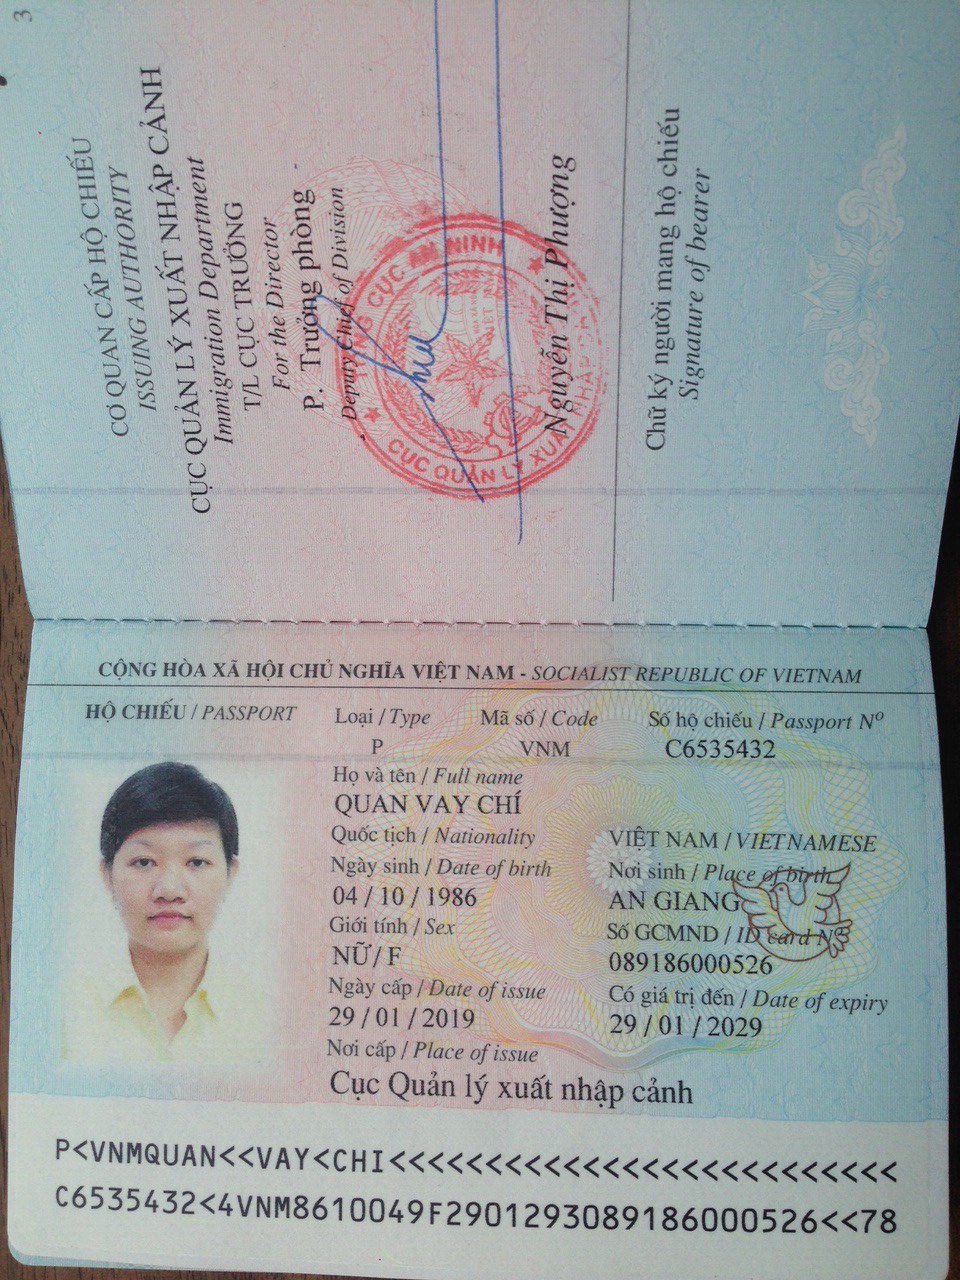 3
CƠ QUAN CẤP HỘ CHIẾU
ISSUING AUTHORITY
CỤC QUẢN LÝ XUẤT NHẬP CẢNH
Immigration Department
T/L CỤC TRƯỞNG
For the Director
P. Trưởng phòng -
- Deputy Chief of Division
TỔNG CỤC AN NINH
CỤC QUẢN LÝ XUẤT NHẬP
Nguyễn Thị Phượng
Chữ ký người mang hộ chiếu
Signature of bearer
CỘNG HÒA XÃ HỘI CHỦ NGHĨA VIỆT NAM - SOCIALIST REPUBLIC OF VIETNAM
HỘ CHIẾU / PASSPORT Loại / Type Mã số / Code Số hộ chiếu / Passport Nº
P VNM C6535432
Họ và tên / Full name
QUAN VAY CHÍ
Quốc tịch / Nationality VIỆT NAM / VIETNAMESE
Ngày sinh / Date of birth Nơi sinh / Place of birth
04 / 10 / 1986 AN GIANG
Giới tính / Sex Số GCMND / ID card Nº
NỮ / F 089186000526
Ngày cấp / Date of issue Có giá trị đến / Date of expiry
29 / 01 / 2019 29 / 01 / 2029
Nơi cấp / Place of issue
Cục Quản lý xuất nhập cảnh
P<VNMQUAN<<VAY<CHI<<<<<<<<<<<<<<<<<<<<<<<<<<
C6535432<4VNM8610049F2901293089186000526<<78